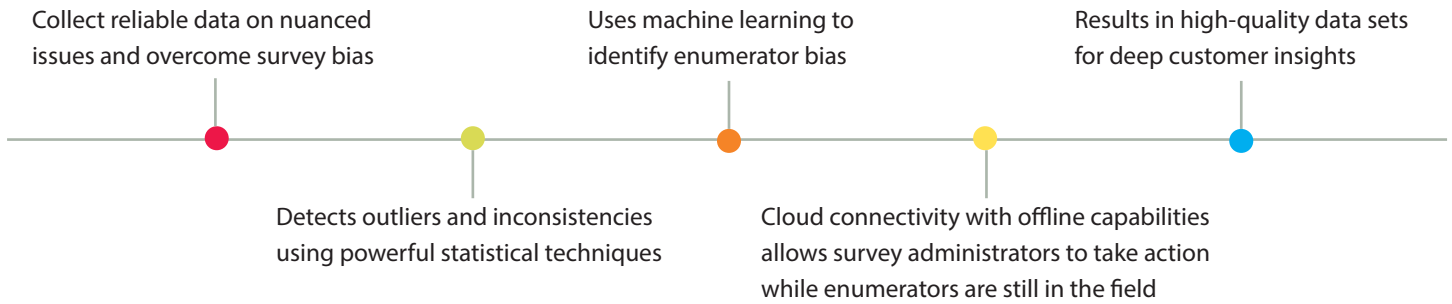 Collect reliable data on nuanced
issues and overcome survey bias
Detects outliers and inconsistencies
using powerful statistical techniques
Uses machine learning to
identify enumerator bias
Cloud connectivity with offline capabilities
allows survey administrators to take action
while enumerators are still in the field
Results in high-quality data sets
for deep customer insights